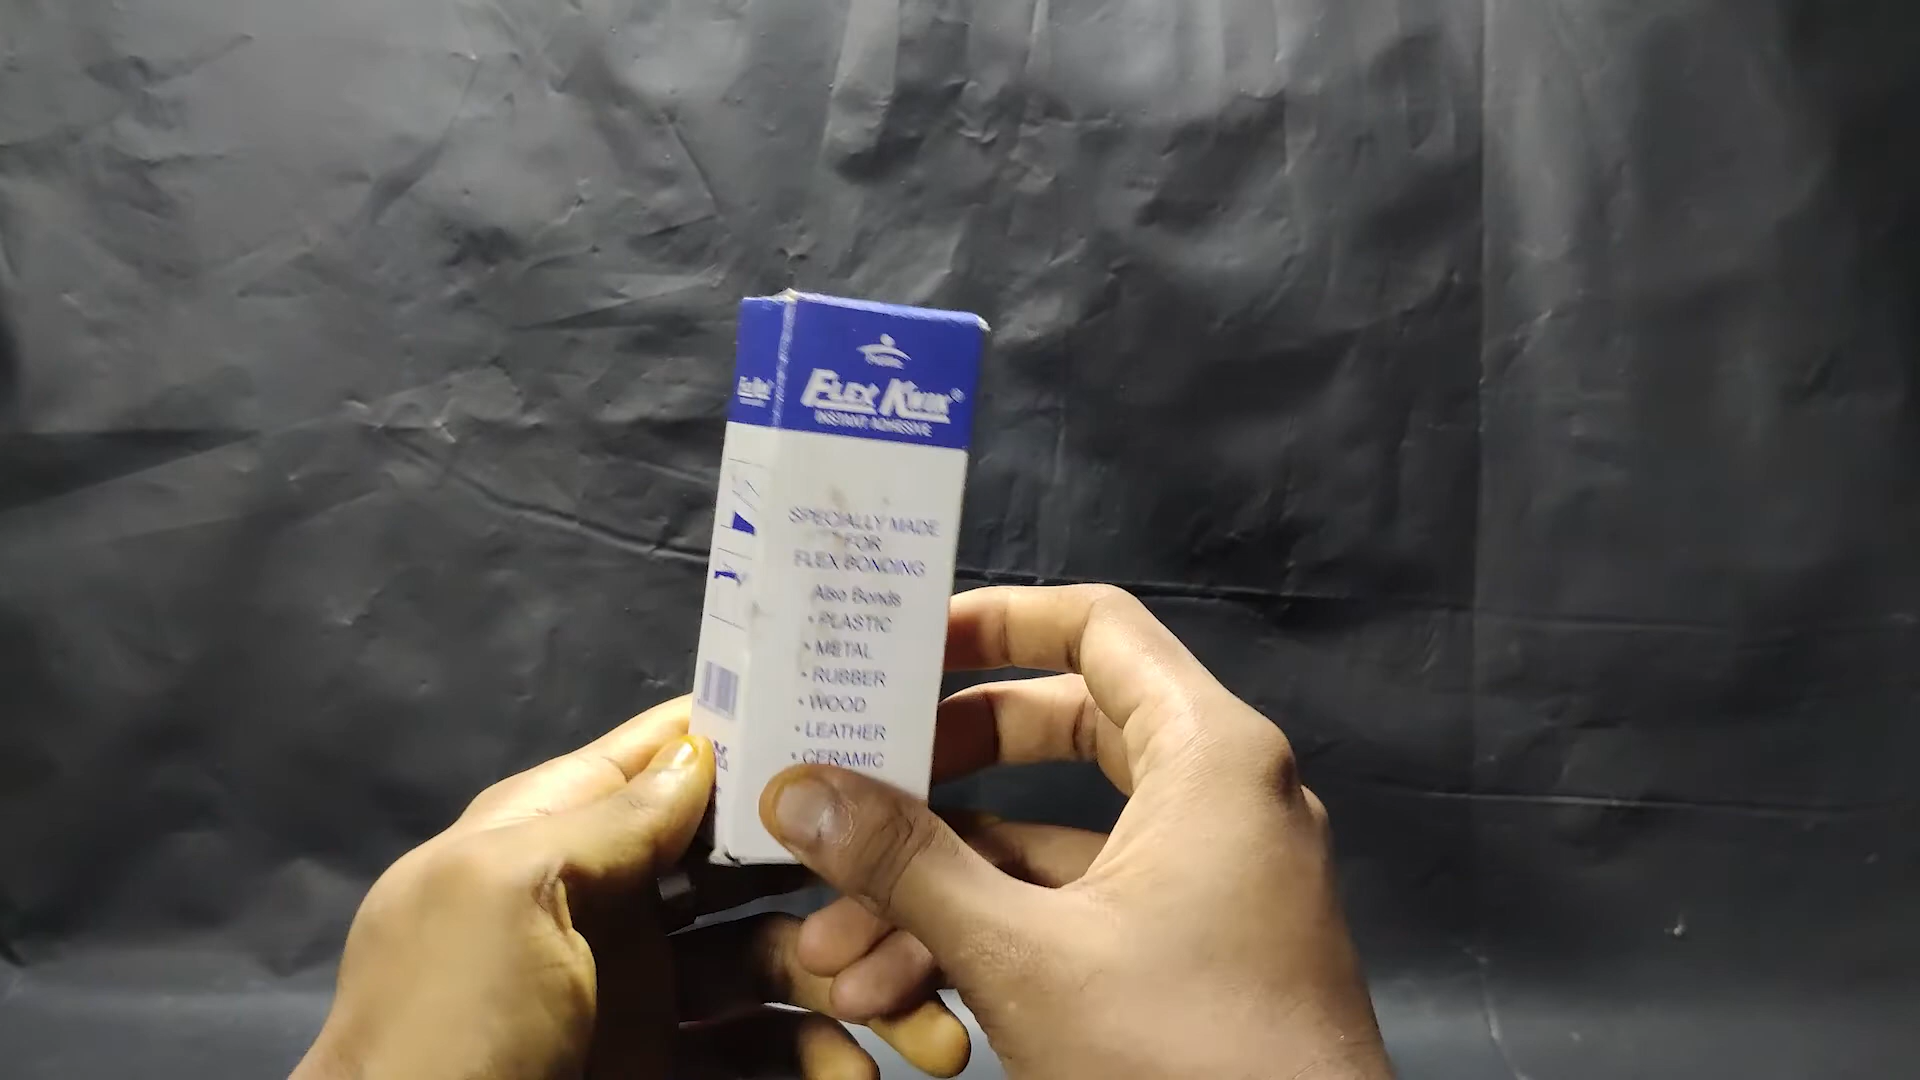 FLEX KWIK®
INSTANT ADHESIVE
SPECIALLY MADE
FOR
FLEX BONDING
Also Bonds
• PLASTIC
• METAL
• RUBBER
• WOOD
• LEATHER
• CERAMIC